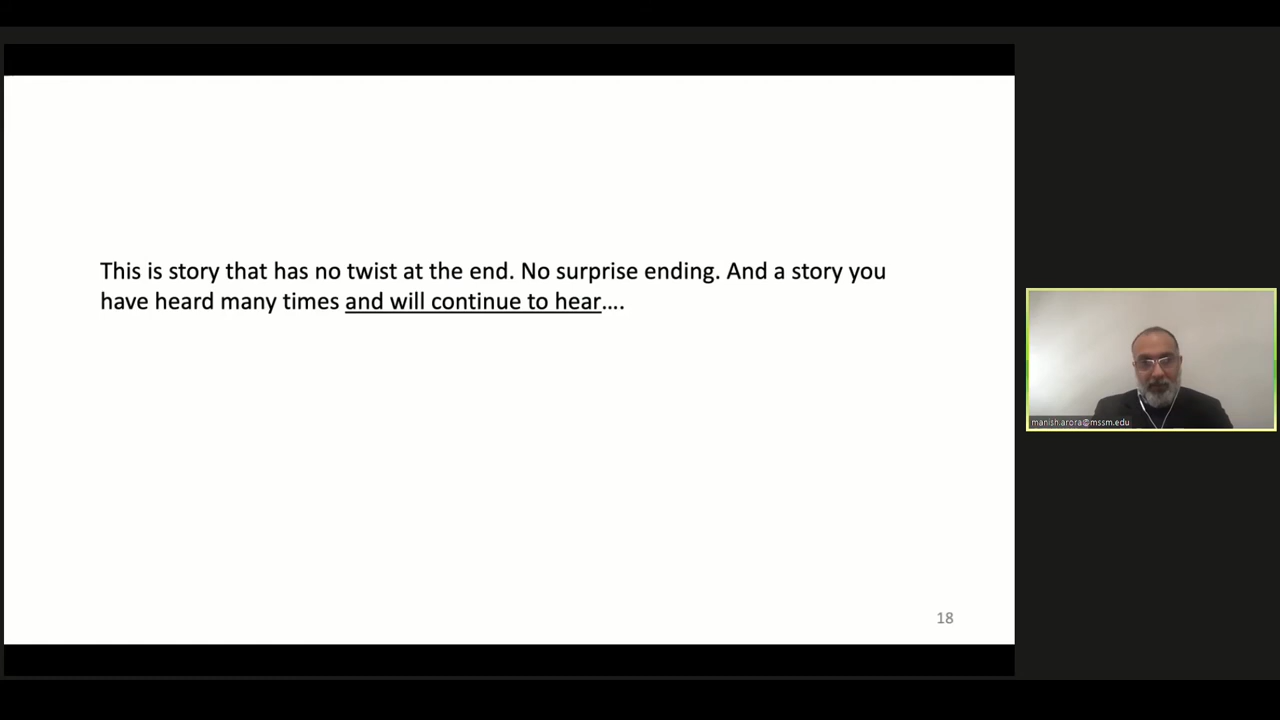 This is story that has no twist at the end. No surprise ending. And a story you
have heard many times and will continue to hear....
18
manish.arora@mssm.edu